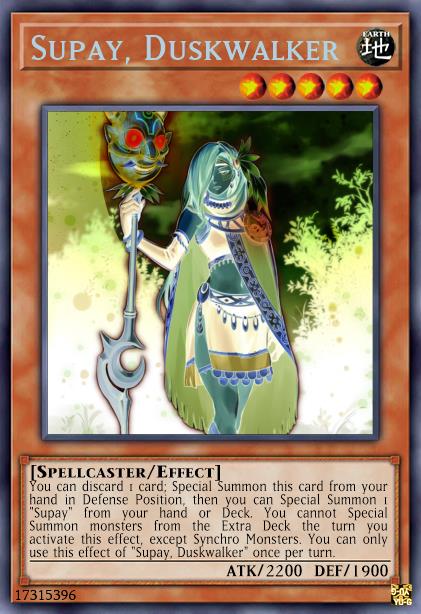 Supay, Duskwalker
EARTH
地
[Spellcaster/Effect]
You can discard 1 card; Special Summon this card from your
hand in Defense Position, then you can Special Summon 1
"Supay" from your hand or Deck. You cannot Special
Summon monsters from the Extra Deck the turn you
activate this effect, except Synchro Monsters. You can only
use this effect of "Supay, Duskwalker" once per turn.
ATK/2200 DEF/1900
17315396